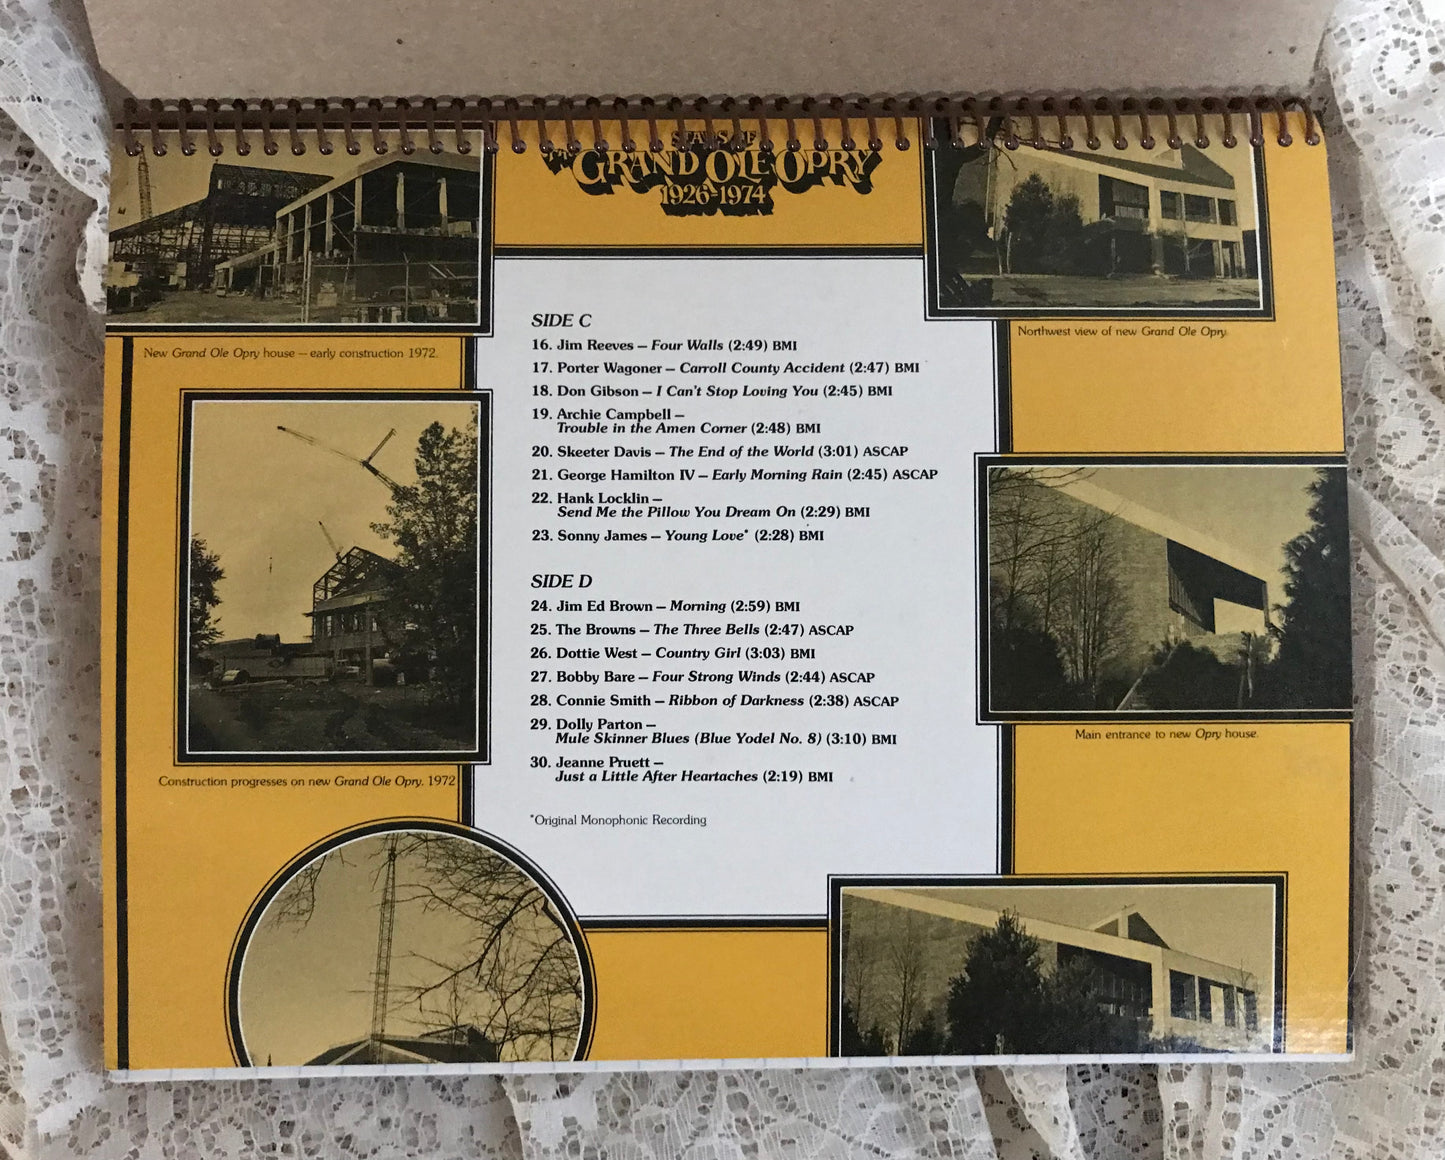 STARS OF
THE GRAND OLE OPRY
1926-1974
New Grand Ole Opry house — early construction 1972.
Northwest view of new Grand Ole Opry.
SIDE C
16. Jim Reeves — Four Walls (2:49) BMI
17. Porter Wagoner — Carroll County Accident (2:47) BMI
18. Don Gibson — I Can't Stop Loving You (2:45) BMI
19. Archie Campbell —
Trouble in the Amen Corner (2:48) BMI
20. Skeeter Davis — The End of the World (3:01) ASCAP
21. George Hamilton IV — Early Morning Rain (2:45) ASCAP
22. Hank Locklin —
Send Me the Pillow You Dream On (2:29) BMI
23. Sonny James — Young Love* (2:28) BMI
SIDE D
24. Jim Ed Brown — Morning (2:59) BMI
25. The Browns — The Three Bells (2:47) ASCAP
26. Dottie West — Country Girl (3:03) BMI
27. Bobby Bare — Four Strong Winds (2:44) ASCAP
28. Connie Smith — Ribbon of Darkness (2:38) ASCAP
29. Dolly Parton —
Mule Skinner Blues (Blue Yodel No. 8) (3:10) BMI
30. Jeanne Pruett —
Just a Little After Heartaches (2:19) BMI
*Original Monophonic Recording
Main entrance to new Opry house.
Construction progresses on new Grand Ole Opry. 1972